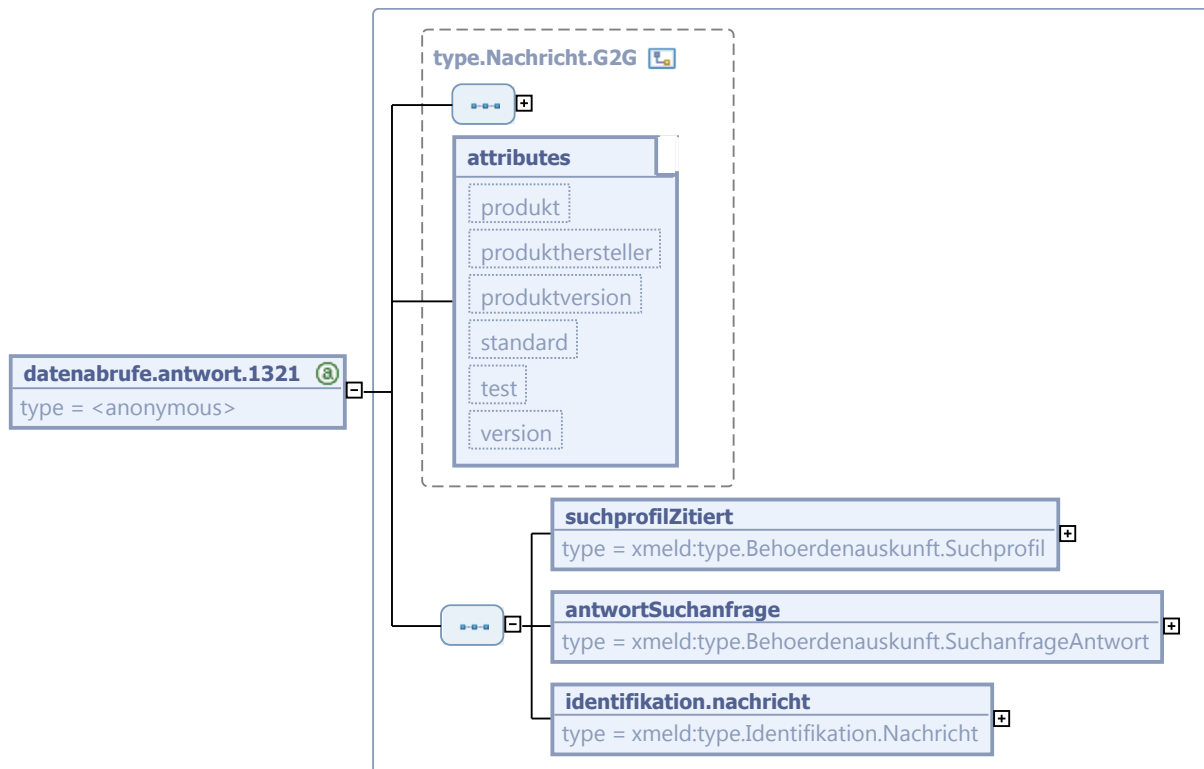 type.Nachricht.G2G
attributes
produkt
produkthersteller
produktversion
standard
test
version
datenabrufe.antwort.1321 a
type = <anonymous>
suchprofilZitiert
type = xmeld:type.Behoerdenauskunft.Suchprofil
antwortSuchanfrage
type = xmeld:type.Behoerdenauskunft.SuchanfrageAntwort
identifikation.nachricht
type = xmeld:type.Identifikation.Nachricht